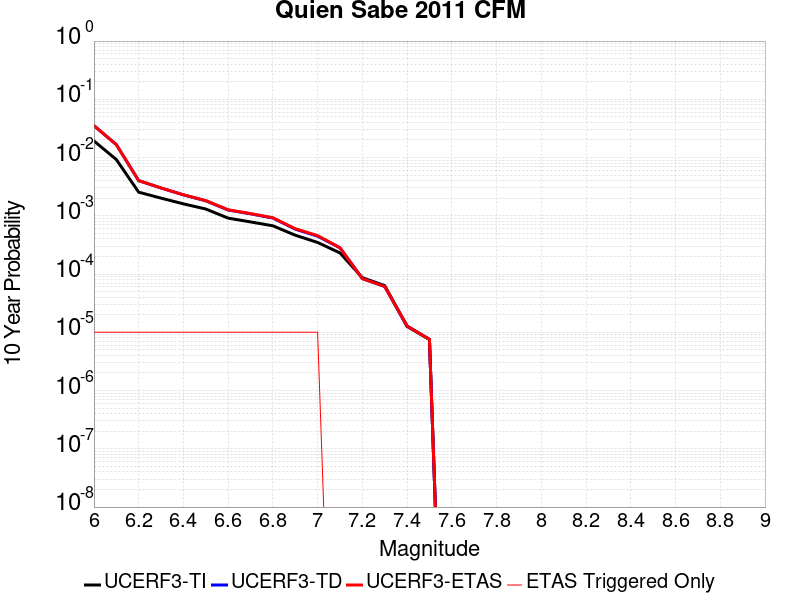 Quien Sabe 2011 CFM
10 Year Probability
10^0
10^-1
10^-2
10^-3
10^-4
10^-5
10^-6
10^-7
10^-8
6 6.2 6.4 6.6 6.8 7 7.2 7.4 7.6 7.8 8 8.2 8.4 8.6 8.8 9
Magnitude
UCERF3-TI UCERF3-TD UCERF3-ETAS ETAS Triggered Only